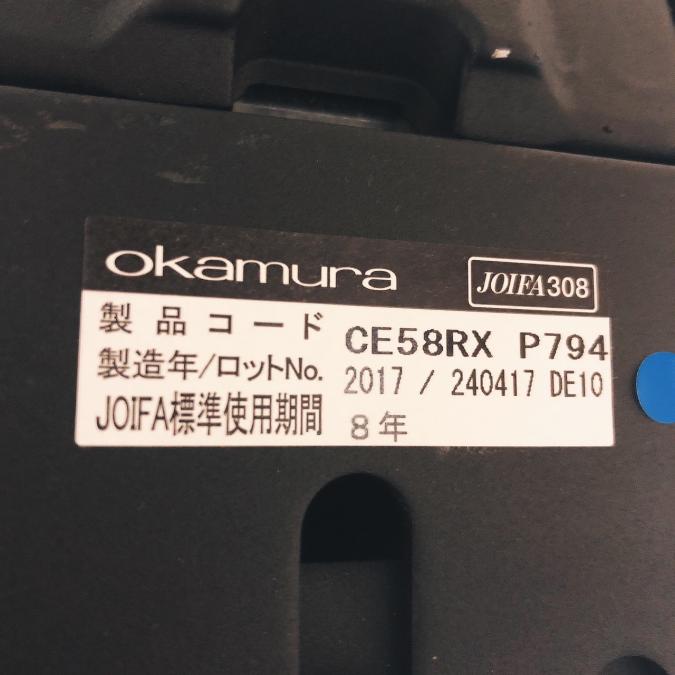 okamura
JOIFA308
製品コード CE58RX P794
製造年/ロットNo. 2017 / 240417 DE10
JOIFA標準使用期間 8年